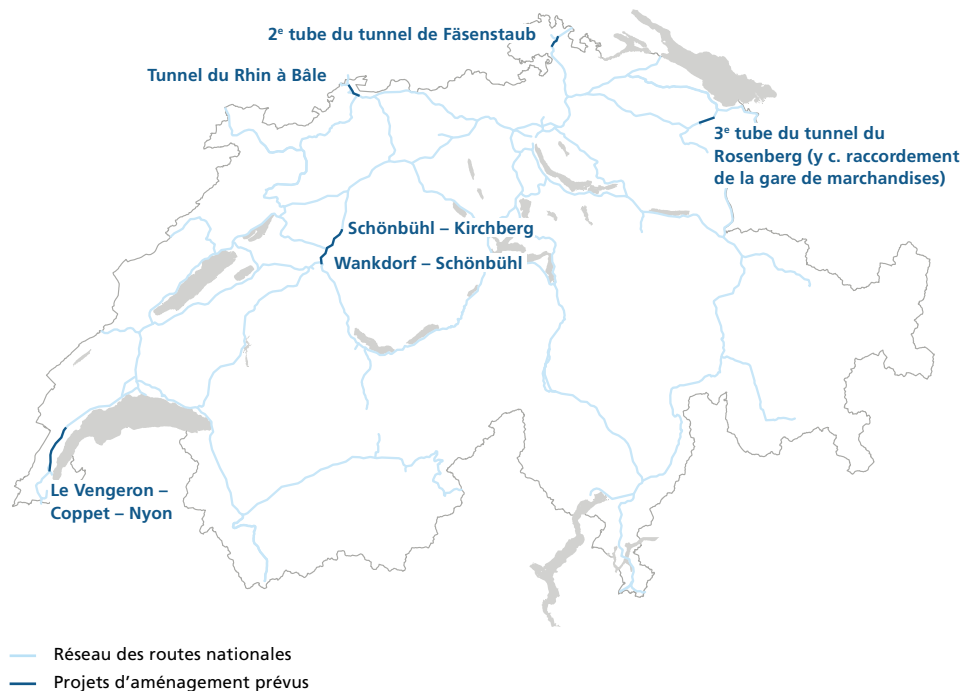 2e tube du tunnel de Fäsenstaub
Tunnel du Rhin à Bâle
3e tube du tunnel du
Rosenberg (y c. raccordement
de la gare de marchandises)
Schönbühl – Kirchberg
Wankdorf – Schönbühl
Le Vengeron –
Coppet – Nyon
Réseau des routes nationales
Projets d’aménagement prévus